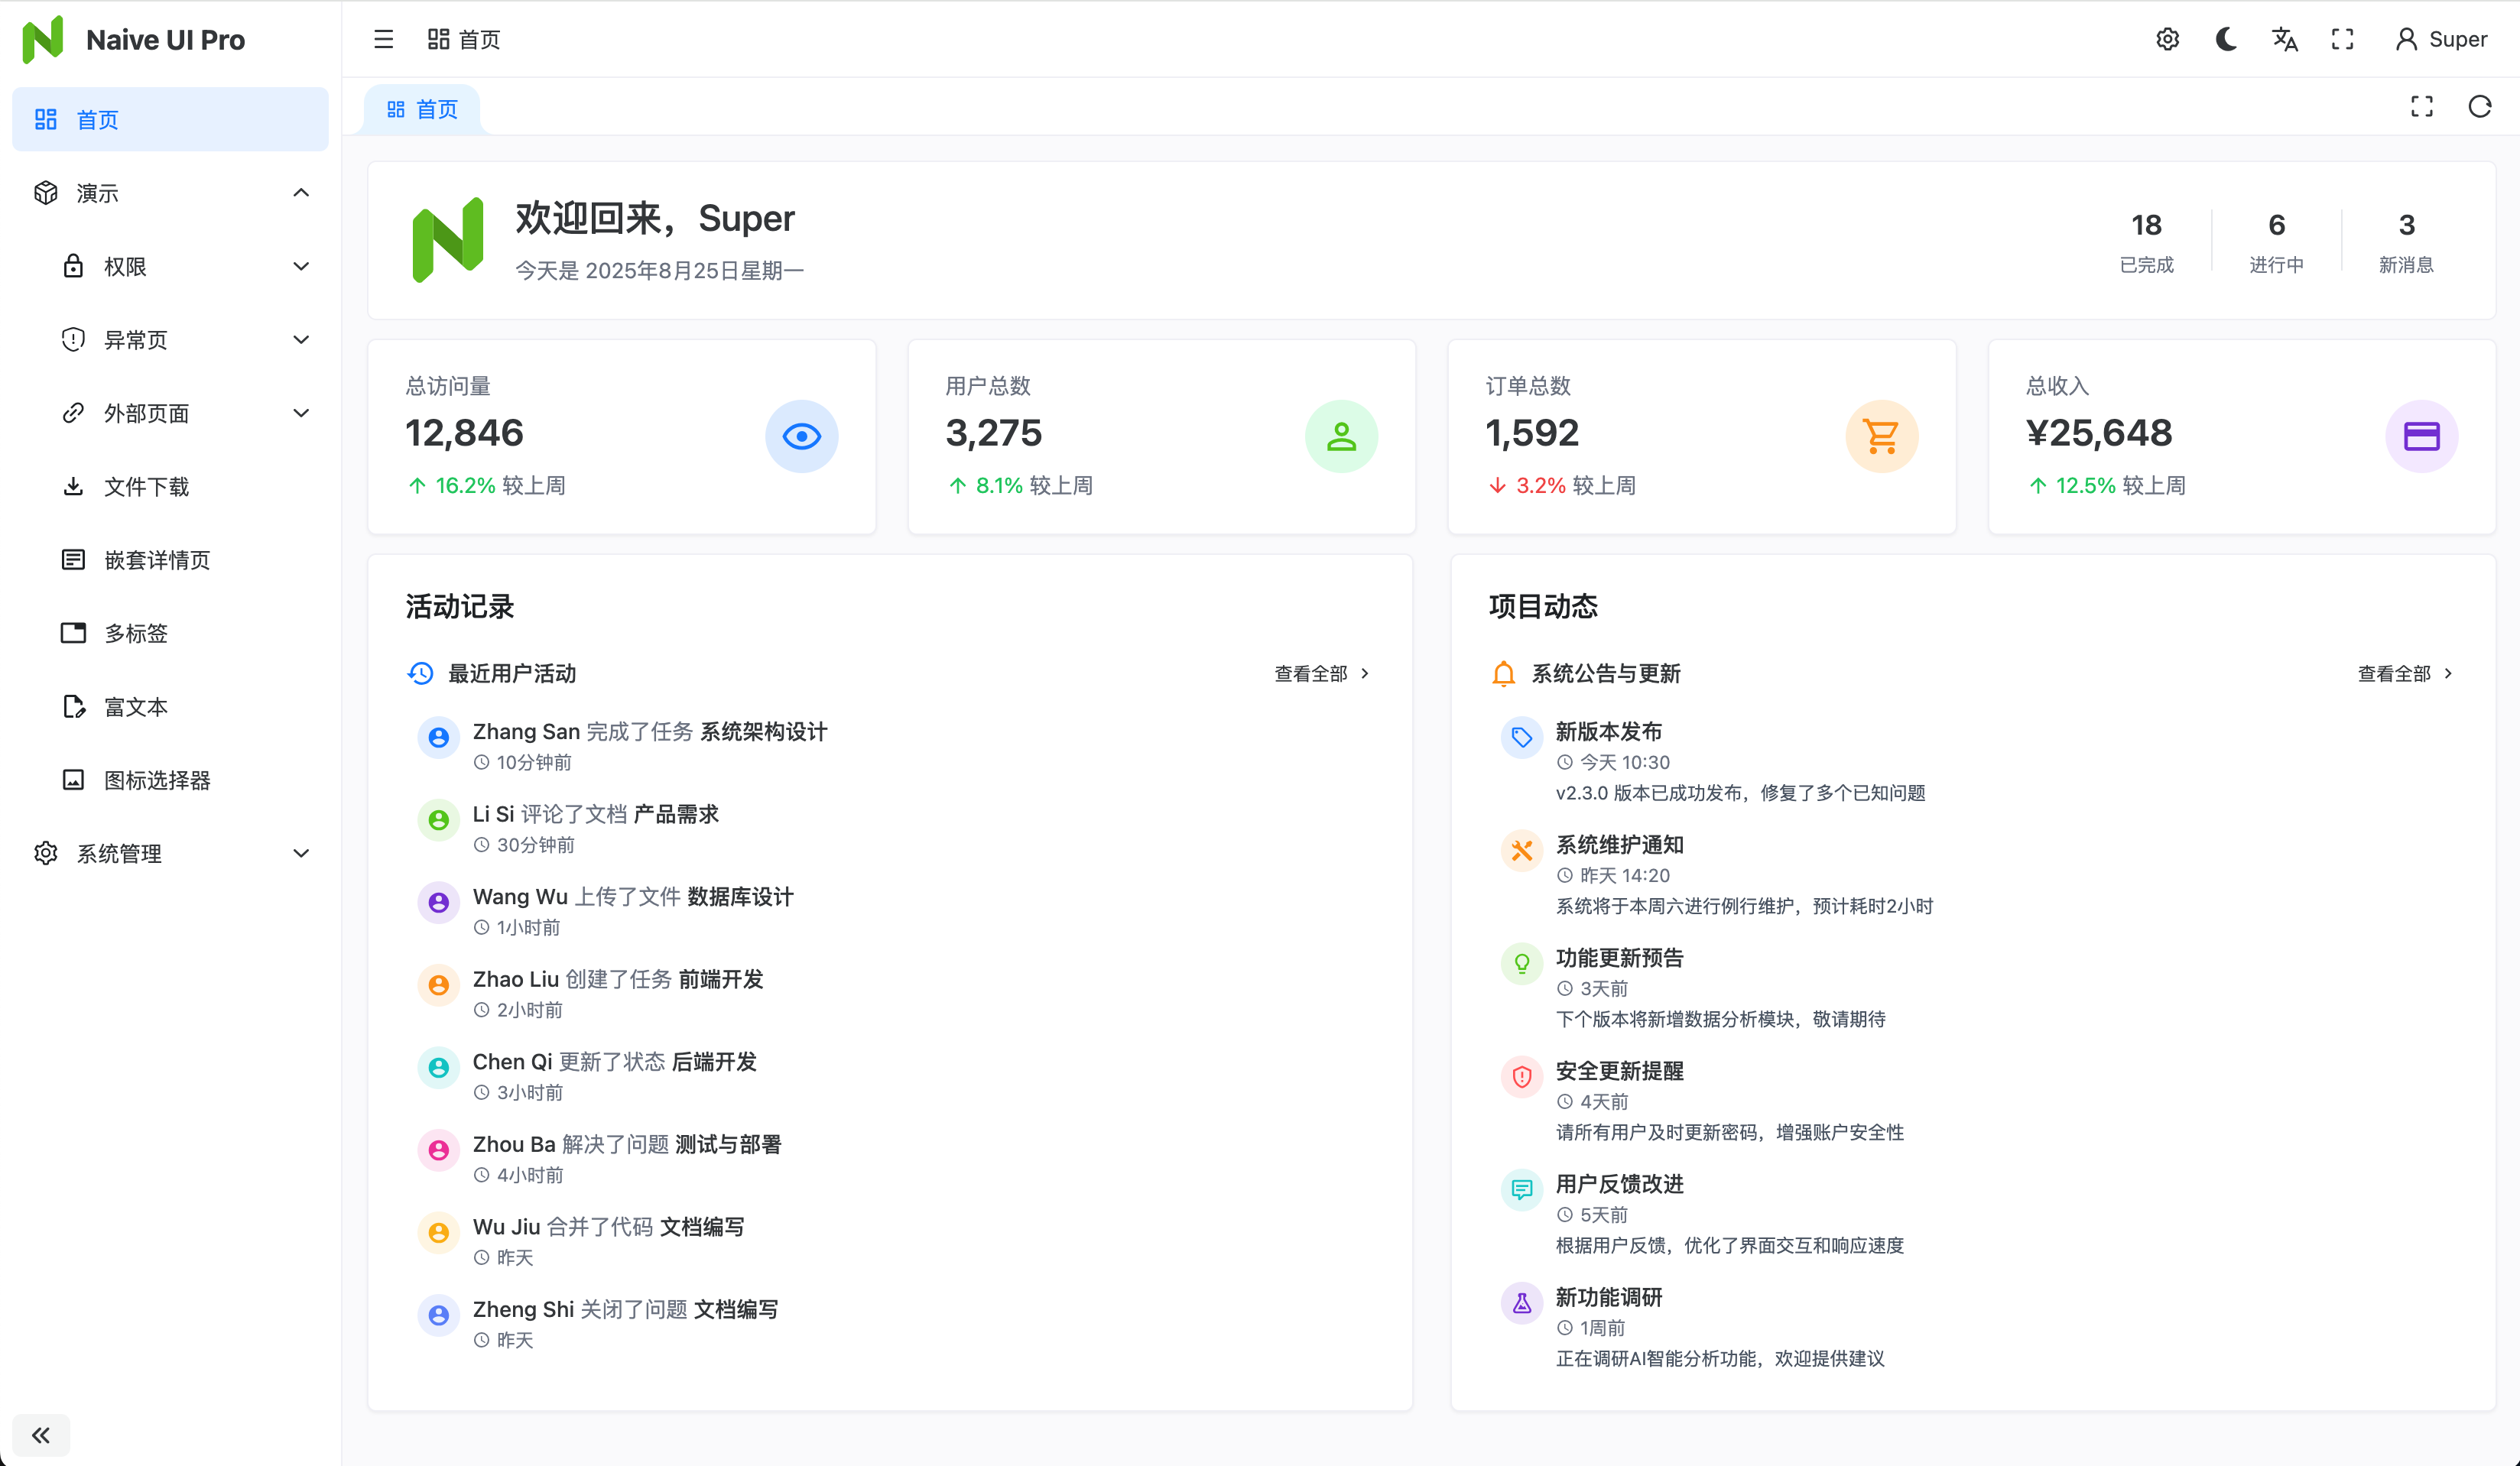 Naive UI Pro
首页
演示
权限
异常页
外部页面
文件下载
嵌套详情页
多标签
富文本
图标选择器
系统管理
首页
Super
首页
欢迎回来，Super
今天是 2025年8月25日星期一
18
已完成
6
进行中
3
新消息
总访问量
12,846
16.2% 较上周
用户总数
3,275
8.1% 较上周
订单总数
1,592
3.2% 较上周
总收入
¥25,648
12.5% 较上周
活动记录
最近用户活动
查看全部
Zhang San 完成了任务 系统架构设计
10分钟前
Li Si 评论了文档 产品需求
30分钟前
Wang Wu 上传了文件 数据库设计
1小时前
Zhao Liu 创建了任务 前端开发
2小时前
Chen Qi 更新了状态 后端开发
3小时前
Zhou Ba 解决了问题 测试与部署
4小时前
Wu Jiu 合并了代码 文档编写
昨天
Zheng Shi 关闭了问题 文档编写
昨天
项目动态
系统公告与更新
查看全部
新版本发布
今天 10:30
v2.3.0 版本已成功发布，修复了多个已知问题
系统维护通知
昨天 14:20
系统将于本周六进行例行维护，预计耗时2小时
功能更新预告
3天前
下个版本将新增数据分析模块，敬请期待
安全更新提醒
4天前
请所有用户及时更新密码，增强账户安全性
用户反馈改进
5天前
根据用户反馈，优化了界面交互和响应速度
新功能调研
1周前
正在调研AI智能分析功能，欢迎提供建议